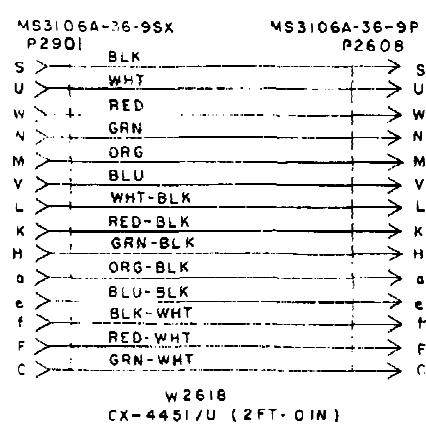 MS3106A-36-9SX MS3106A-36-9P
P2901 P2608
S BLK S
U WHT U
W RED W
N GRN N
M ORG M
V BLU V
L WHT-BLK L
K RED-BLK K
H GRN-BLK H
a ORG-BLK a
e BLU-BLK e
f BLK-WHT f
F RED-WHT F
C GRN-WHT C
W2618
CX-4451/U (2FT-0IN)